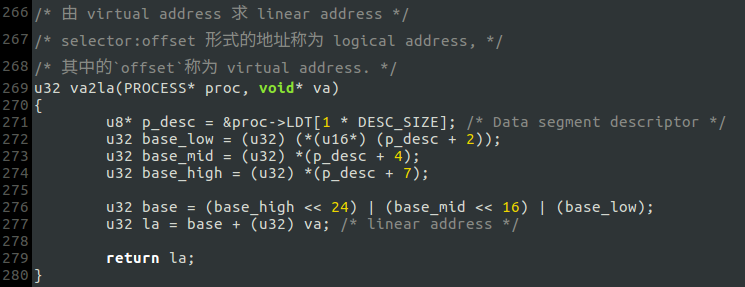 266 /* 由 virtual address 求 linear address */
267 /* selector:offset 形式的地址称为 logical address, */
268 /* 其中的`offset`称为 virtual address. */
269 u32 va2la(PROCESS* proc, void* va)
270 {
271         u8* p_desc = &proc->LDT[1 * DESC_SIZE]; /* Data segment descriptor */
272         u32 base_low = (u32) (*(u16*) (p_desc + 2));
273         u32 base_mid = (u32) *(p_desc + 4);
274         u32 base_high = (u32) *(p_desc + 7);
275
276         u32 base = (base_high << 24) | (base_mid << 16) | (base_low);
277         u32 la = base + (u32) va; /* linear address */
278
279         return la;
280 }